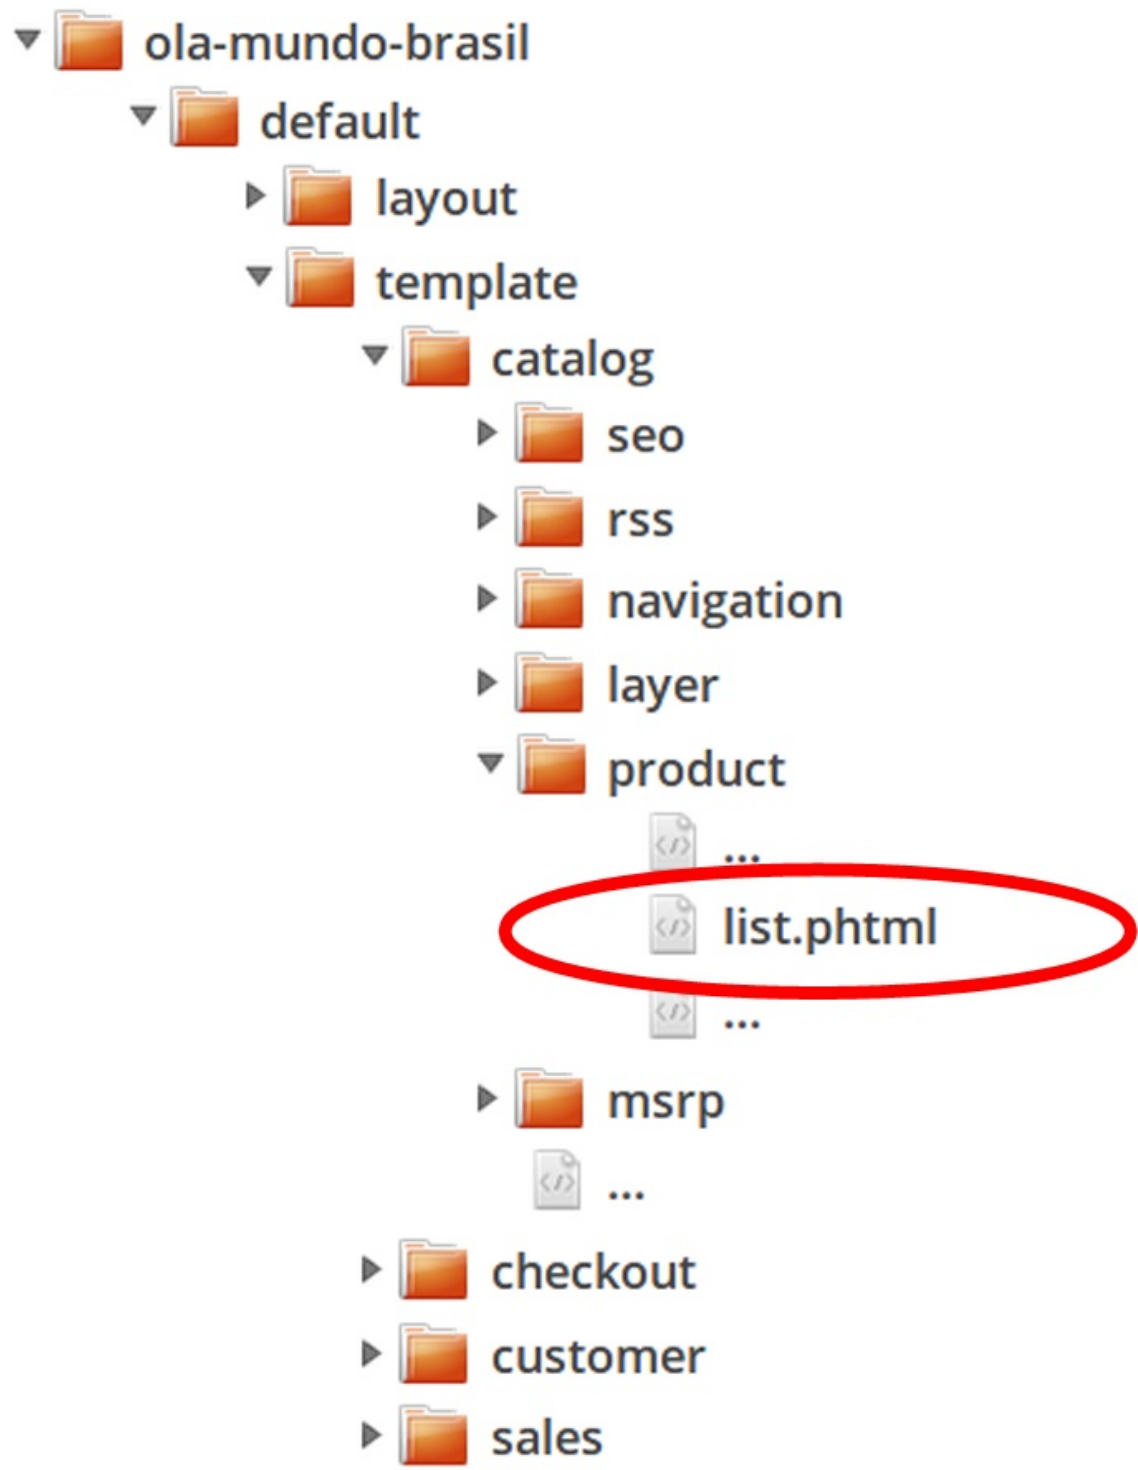 ola-mundo-brasil
default
layout
template
catalog
seo
rss
navigation
layer
product
...
list.phtml
...
msrp
...
checkout
customer
sales